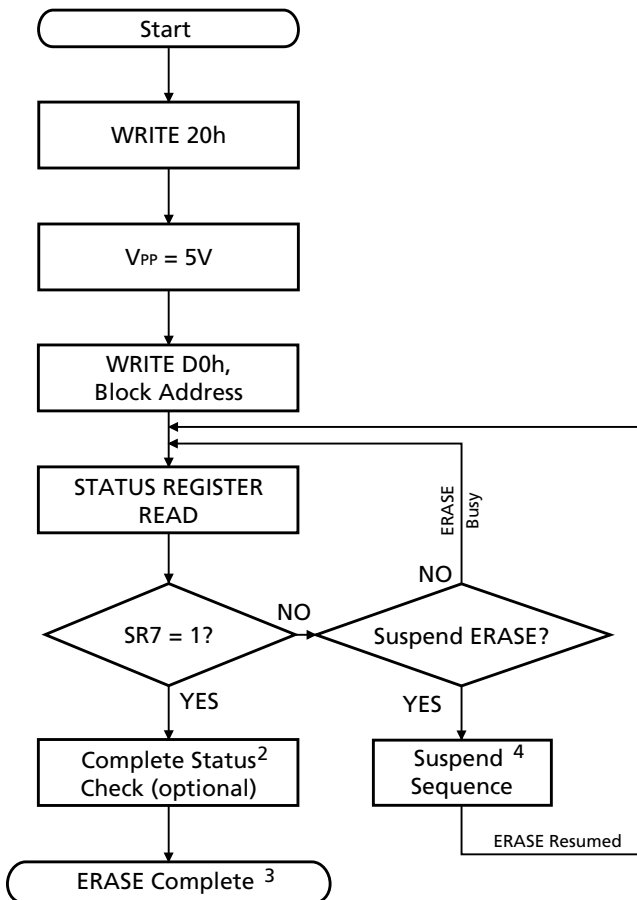 Start
WRITE 20h
VPP = 5V
WRITE D0h,
Block Address
STATUS REGISTER
READ
ERASE
Busy
NO
SR7 = 1?
NO
Suspend ERASE?
YES
YES
Complete Status2
Check (optional)
Suspend 4
Sequence
ERASE Resumed
ERASE Complete 3